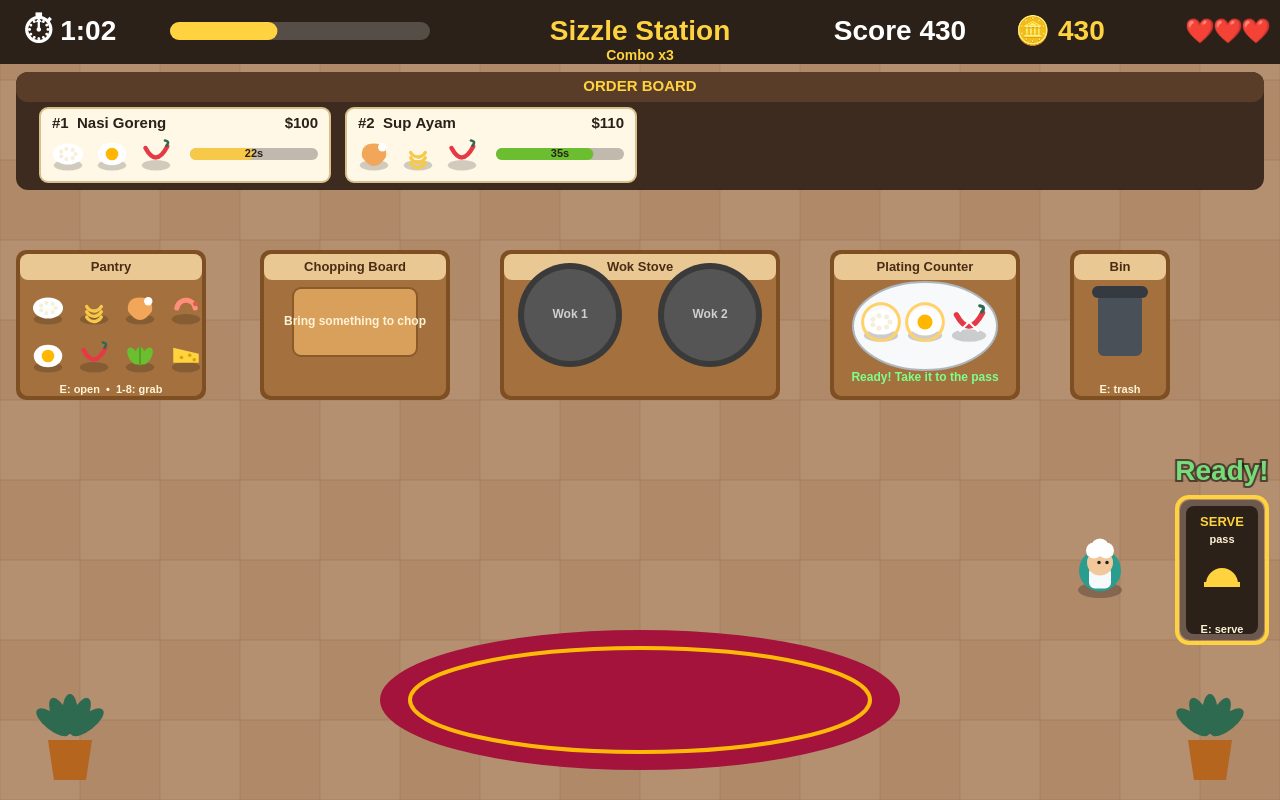 1:02
Sizzle Station
Combo x3
Score 430
430
ORDER BOARD
#1 Nasi Goreng $100
22s
#2 Sup Ayam $110
35s
Pantry
E: open • 1-8: grab
Chopping Board
Bring something to chop
Wok Stove
Wok 1
Wok 2
Plating Counter
Ready! Take it to the pass
Bin
E: trash
Ready!
SERVE
pass
E: serve